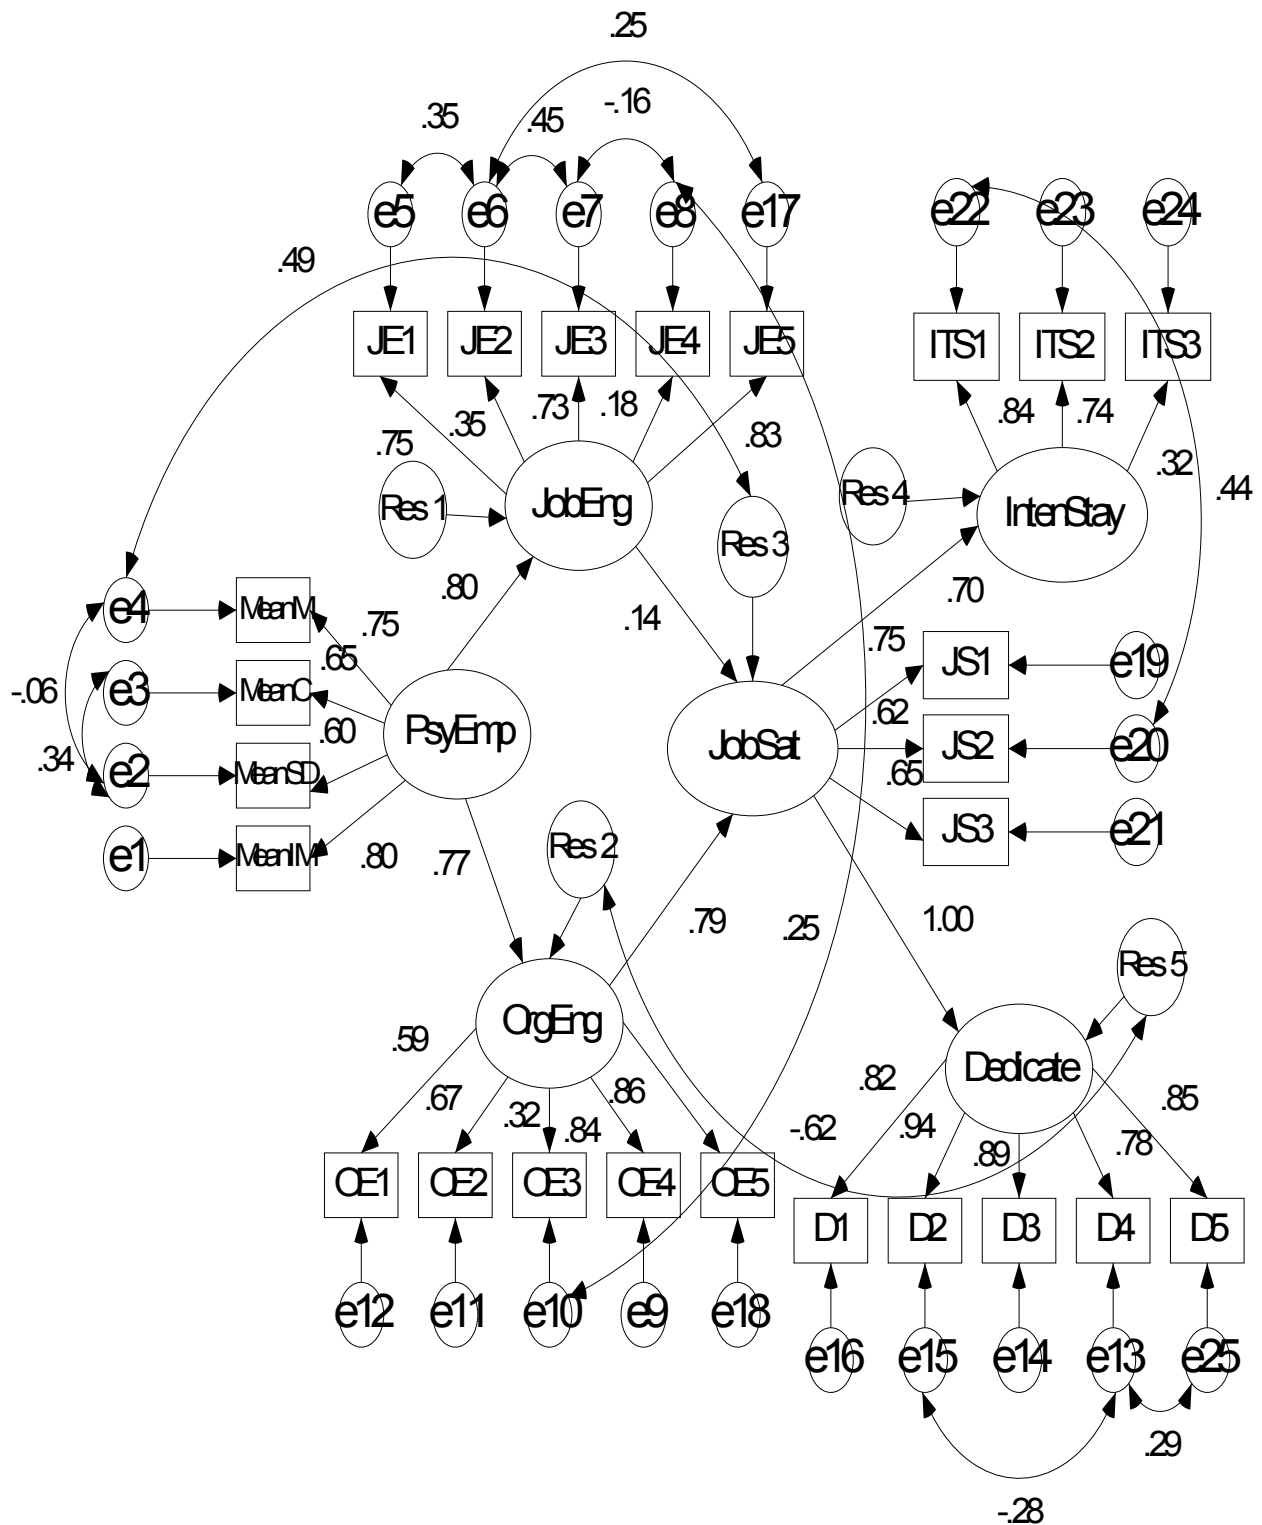 .25
.35
.45
-.16
e5
e6
e7
e8
e17
e22
e23
e24
.49
JE1
JE2
JE3
JE4
JE5
ITS1
ITS2
ITS3
.75
.35
.73
.18
.83
.84
.74
.32
.44
Res 1
JobEng
Res 3
Res 4
IntenStay
.80
.14
.70
e4
MeanM
.75
-.06
e3
MeanC
.65
.34
e2
MeanSD
.60
e1
MeanIM
.80
PsyEmp
JobSat
.75
JS1
e19
.62
JS2
e20
.65
JS3
e21
.77
Res 2
.79
.25
1.00
Res 5
OrgEng
Dedicate
.59
.67
.32
.84
.86
-.62
.82
.94
.89
.78
.85
OE1
OE2
OE3
OE4
OE5
D1
D2
D3
D4
D5
e12
e11
e10
e9
e18
e16
e15
e14
e13
e25
.29
-.28